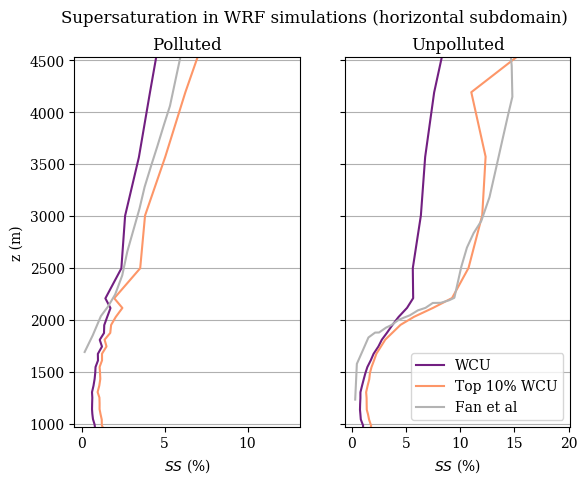 Supersaturation in WRF simulations (horizontal subdomain)
Polluted
Unpolluted
4500
4000
3500
3000
2500
2000
1500
1000
z (m)
0 5 10
SS (%)
WCU
Top 10% WCU
Fan et al
0 5 10 15 20
SS (%)